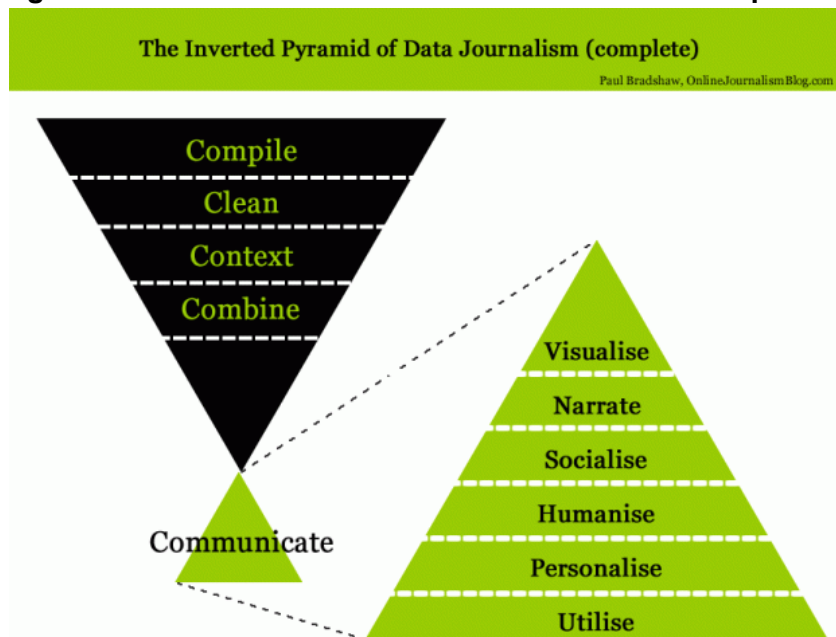 The Inverted Pyramid of Data Journalism (complete)
Paul Bradshaw, OnlineJournalismBlog.com
Compile
Clean
Context
Combine
Communicate
Visualise
Narrate
Socialise
Humanise
Personalise
Utilise